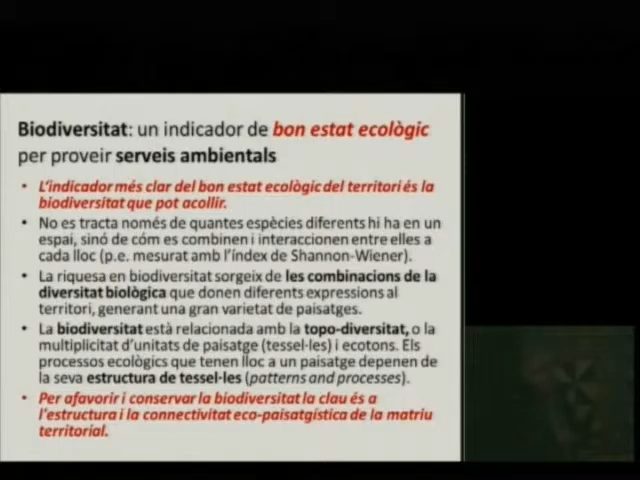 Biodiversitat: un indicador de bon estat ecològic
per proveir serveis ambientals
• L'indicador més clar del bon estat ecològic del territori és la
biodiversitat que pot acollir.
• No es tracta només de quantes espècies diferents hi ha en un
espai, sinó de cóm es combinen i interaccionen entre elles a
cada lloc (p.e. mesurat amb l'índex de Shannon-Wiener).
• La riquesa en biodiversitat sorgeix de les combinacions de la
diversitat biològica que donen diferents expressions al
territori, generant una gran varietat de paisatges.
• La biodiversitat està relacionada amb la topo-diversitat, o la
multiplicitat d'unitats de paisatge (tessel·les) i ecotons. Els
processos ecològics que tenen lloc a un paisatge depenen de
la seva estructura de tessel·les (patterns and processes).
• Per afavorir i conservar la biodiversitat la clau és a
l'estructura i la connectivitat eco-paisatgística de la matriu
territorial.